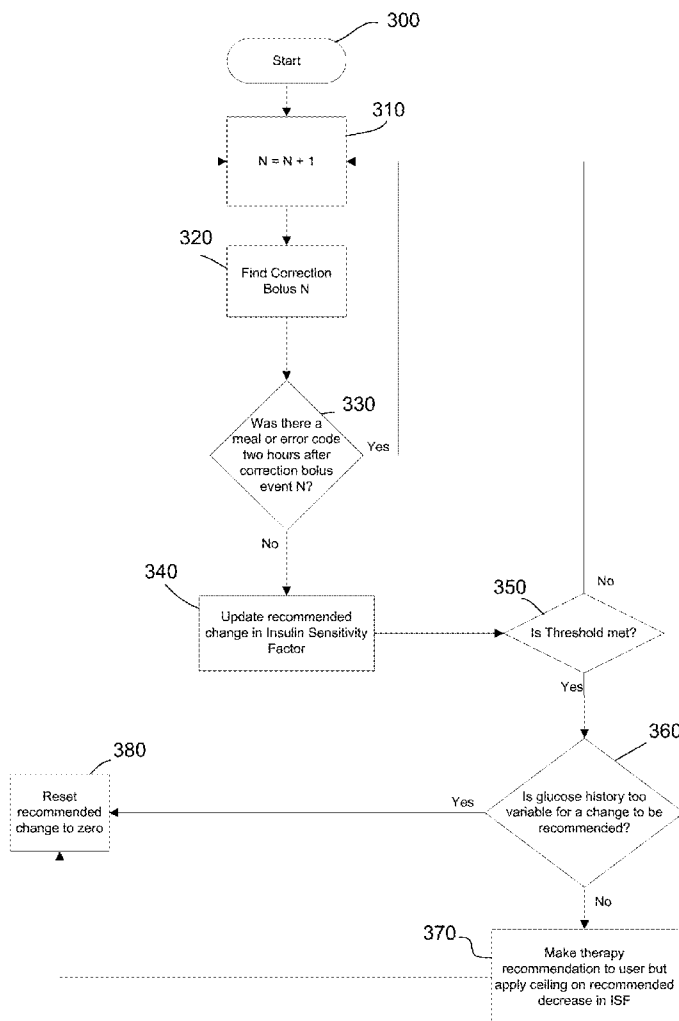 300
Start
310
N = N + 1
320
Find Correction
Bolus N
330
Was there a
meal or error code
two hours after
correction bolus
event N?
Yes
No
340
Update recommended
change in Insulin Sensitivity
Factor
350
No
Is Threshold met?
Yes
360
380
Reset
recommended
change to zero
Yes
Is glucose history too
variable for a change to be
recommended?
No
370
Make therapy
recommendation to user but
apply ceiling on recommended
decrease in ISF